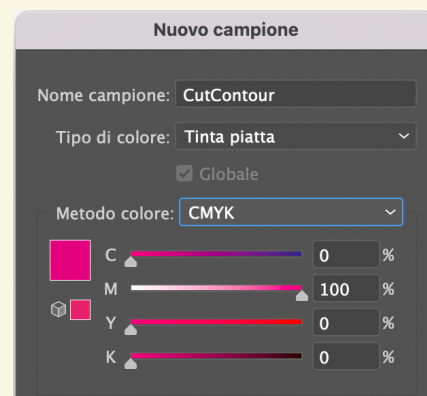 Nuovo campione
Nome campione: CutContour
Tipo di colore: Tinta piatta
Globale
Metodo colore: CMYK
C 0 %
M 100 %
Y 0 %
K 0 %